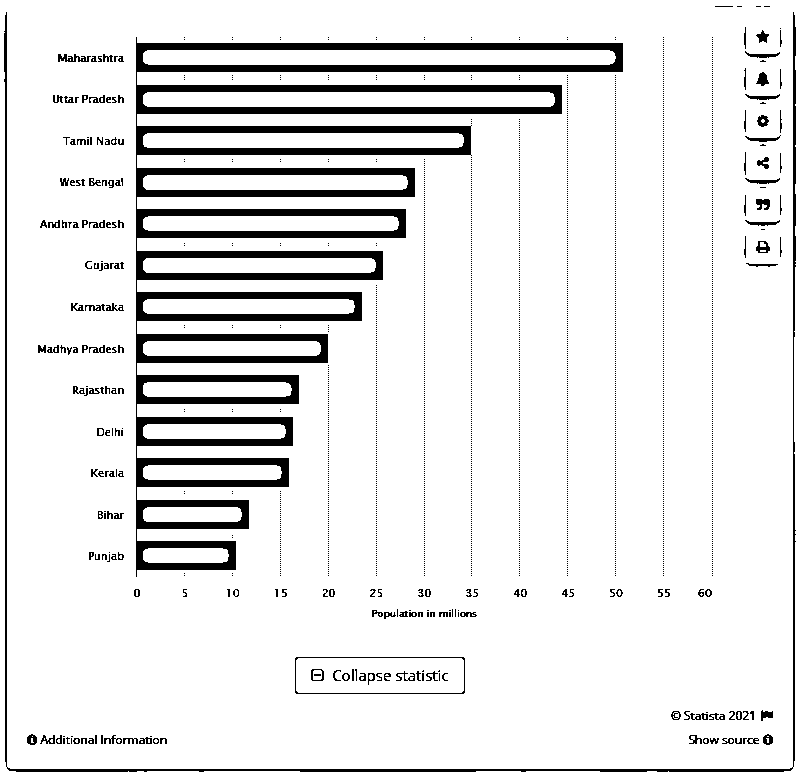 Maharashtra
Uttar Pradesh
Tamil Nadu
West Bengal
Andhra Pradesh
Gujarat
Karnataka
Madhya Pradesh
Rajasthan
Delhi
Kerala
Bihar
Punjab
0 5 10 15 20 25 30 35 40 45 50 55 60
Population in millions
Collapse statistic
© Statista 2021
Additional Information
Show source